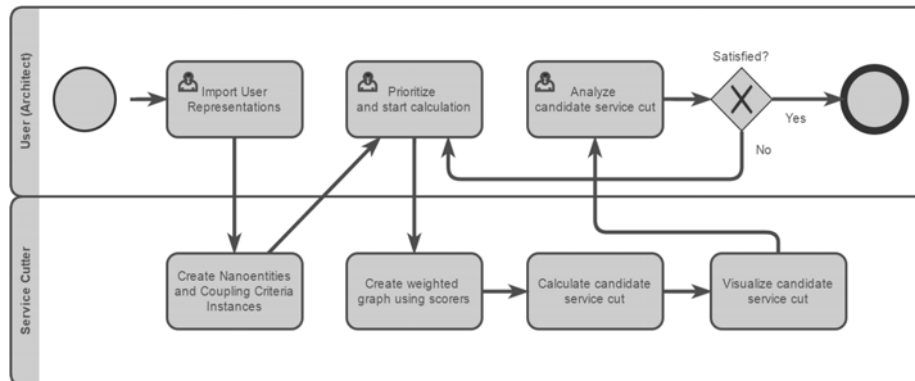 User (Architect)
Import User
Representations
Prioritize
and start calculation
Analyze
candidate service cut
Satisfied?
Yes
No
Service Cutter
Create Nanoentities
and Coupling Criteria
Instances
Create weighted
graph using scorers
Calculate candidate
service cut
Visualize candidate
service cut